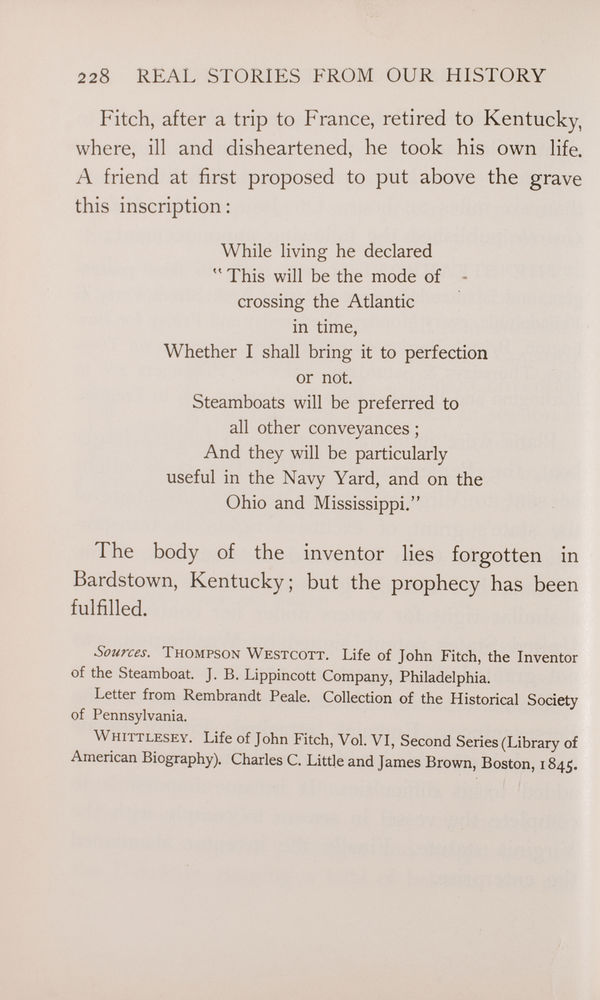 228 REAL STORIES FROM OUR HISTORY
Fitch, after a trip to France, retired to Kentucky,
where, ill and disheartened, he took his own life.
A friend at first proposed to put above the grave
this inscription:
While living he declared
"This will be the mode of
crossing the Atlantic
in time,
Whether I shall bring it to perfection
or not.
Steamboats will be preferred to
all other conveyances;
And they will be particularly
useful in the Navy Yard, and on the
Ohio and Mississippi."
The body of the inventor lies forgotten in
Bardstown, Kentucky; but the prophecy has been
fulfilled.
Sources. THOMPSON WESTCOTT. Life of John Fitch, the Inventor
of the Steamboat. J. B. Lippincott Company, Philadelphia.
Letter from Rembrandt Peale. Collection of the Historical Society
of Pennsylvania.
WHITTLESEY. Life of John Fitch, Vol. VI, Second Series (Library of
American Biography). Charles C. Little and James Brown, Boston, 1845.